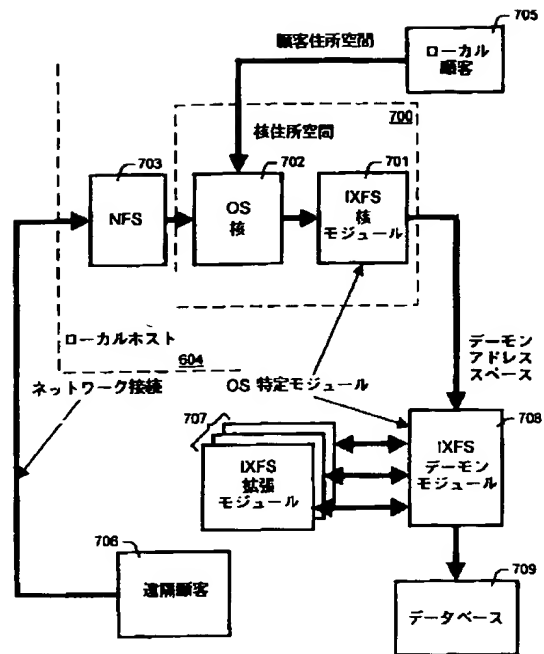 705
顧客住所空間
ローカル
顧客
700
核住所空間
703
702
701
NFS
OS
核
IXFS
核
モジュール
ローカルホスト
604
デーモン
アドレス
スペース
ネットワーク接続
OS 特定モジュール
707
708
IXFS
拡張
モジュール
IXFS
デーモン
モジュール
706
遠隔顧客
709
データベース